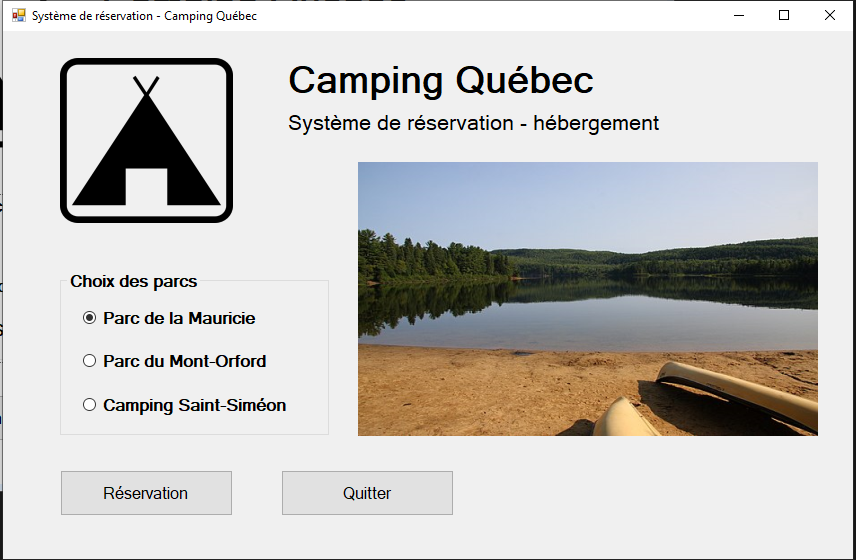 Système de réservation - Camping Québec
Camping Québec
Système de réservation - hébergement
Choix des parcs
Parc de la Mauricie
Parc du Mont-Orford
Camping Saint-Siméon
Réservation
Quitter